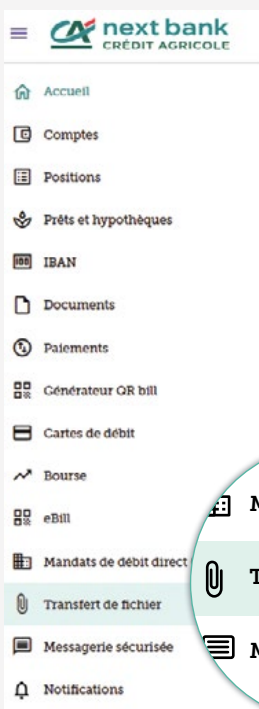 next bank
CRÉDIT AGRICOLE
Accueil
Comptes
Positions
Prêts et hypothèques
IBAN
Documents
Paiements
Générateur QR bill
Cartes de débit
Bourse
eBill
Mandats de débit direct
Transfert de fichier
Messagerie sécurisée
Notifications
M
T
M